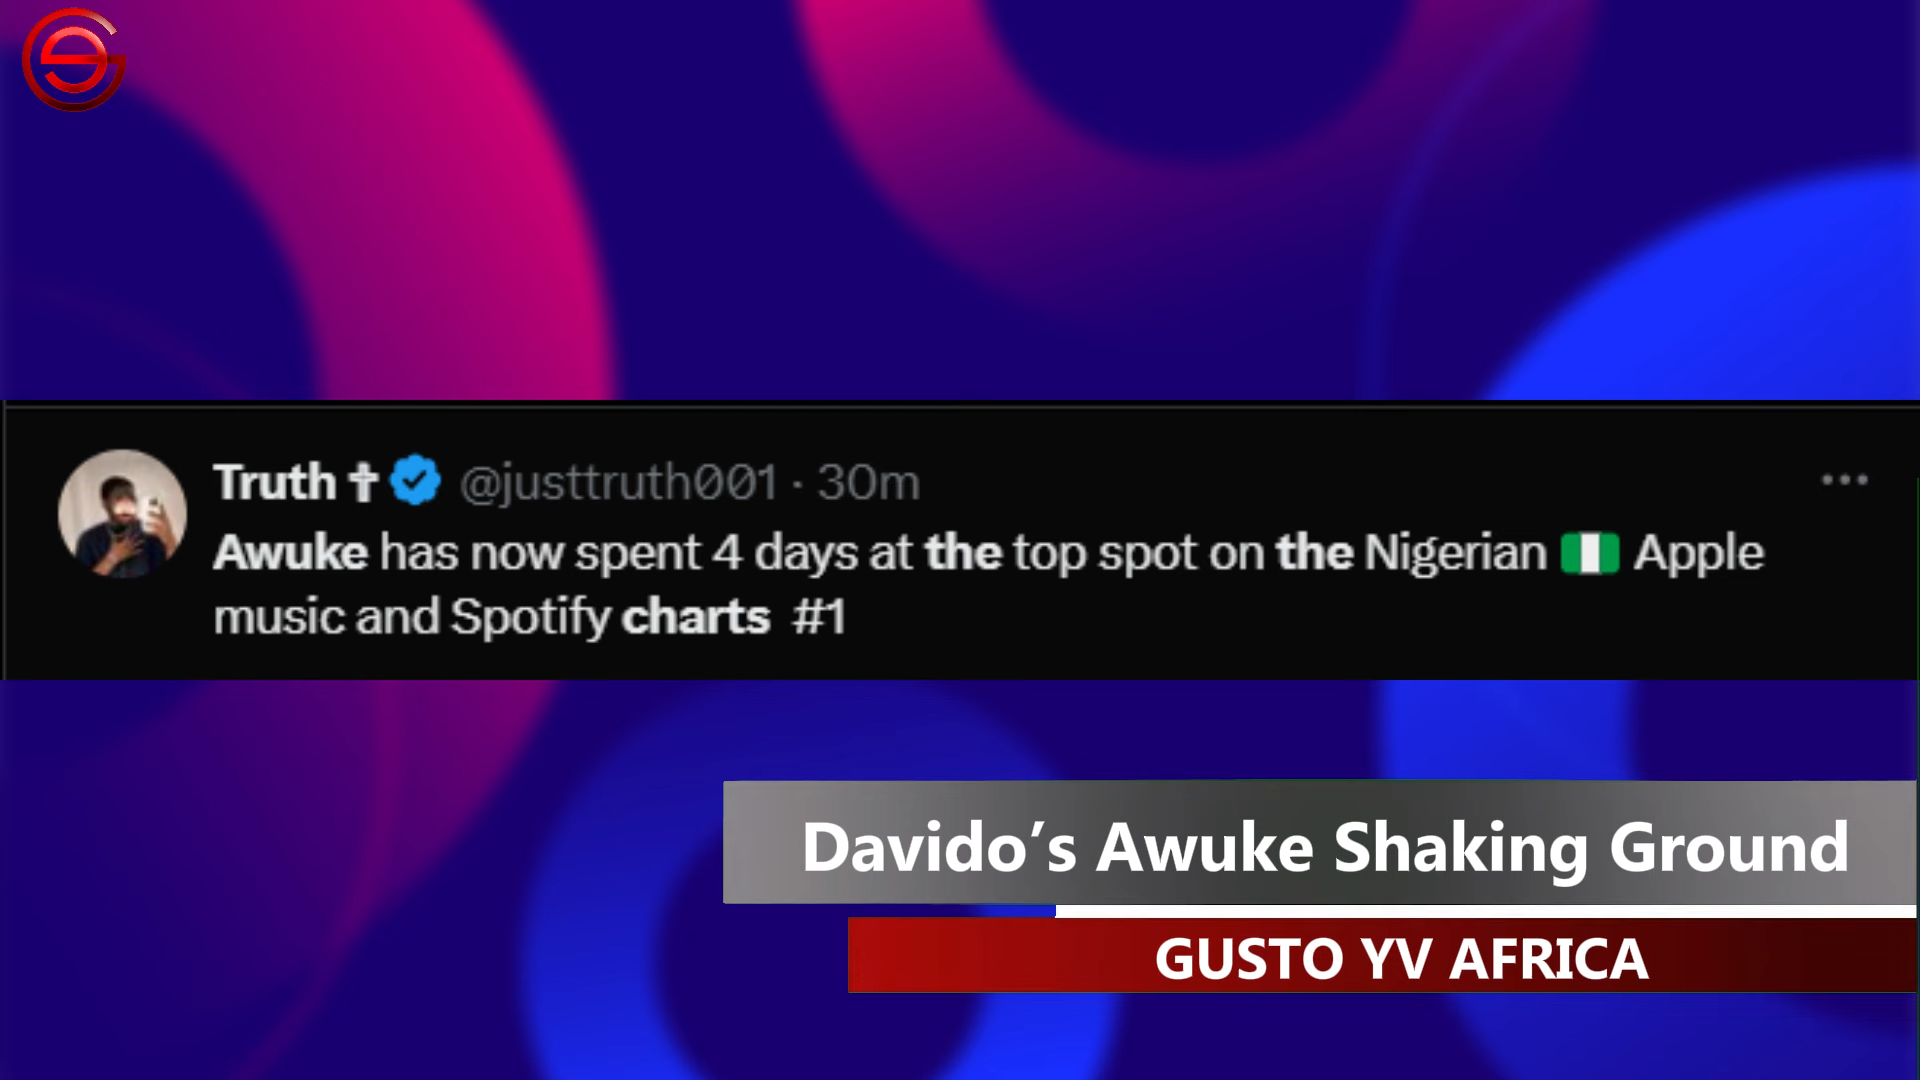 Truth ✝ @justtruth001 · 30m
Awuke has now spent 4 days at the top spot on the Nigerian 🇳🇬 Apple
music and Spotify charts #1
Davido’s Awuke Shaking Ground
GUSTO YV AFRICA